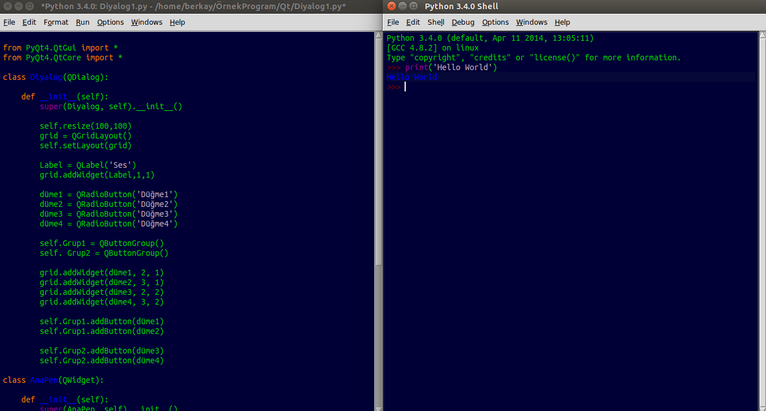 *Python 3.4.0: Diyalog1.py - /home/berkay/ÖrnekProgram/Qt/Diyalog1.py*
File Edit Format Run Options Windows Help
from PyQt4.QtGui import *
from PyQt4.QtCore import *
class Diyalog(QDialog):
def __init__(self):
super(Diyalog, self).__init__()
self.resize(100,100)
grid = QGridLayout()
self.setLayout(grid)
Label = QLabel('Ses')
grid.addWidget(Label,1,1)
düme1 = QRadioButton('Düğme1')
düme2 = QRadioButton('Düğme2')
düme3 = QRadioButton('Düğme3')
düme4 = QRadioButton('Düğme4')
self.Grup1 = QButtonGroup()
self. Grup2 = QButtonGroup()
grid.addWidget(düme1, 2, 1)
grid.addWidget(düme2, 3, 1)
grid.addWidget(düme3, 2, 2)
grid.addWidget(düme4, 3, 2)
self.Grup1.addButton(düme1)
self.Grup1.addButton(düme2)
self.Grup2.addButton(düme3)
self.Grup2.addButton(düme4)
class AnaPen(QWidget):
def __init__(self):
super(AnaPen, self).__init__()
Python 3.4.0 Shell
File Edit Shell Debug Options Windows Help
Python 3.4.0 (default, Apr 11 2014, 13:05:11)
[GCC 4.8.2] on linux
Type "copyright", "credits" or "license()" for more information.
>>> print('Hello World')
Hello World
>>>